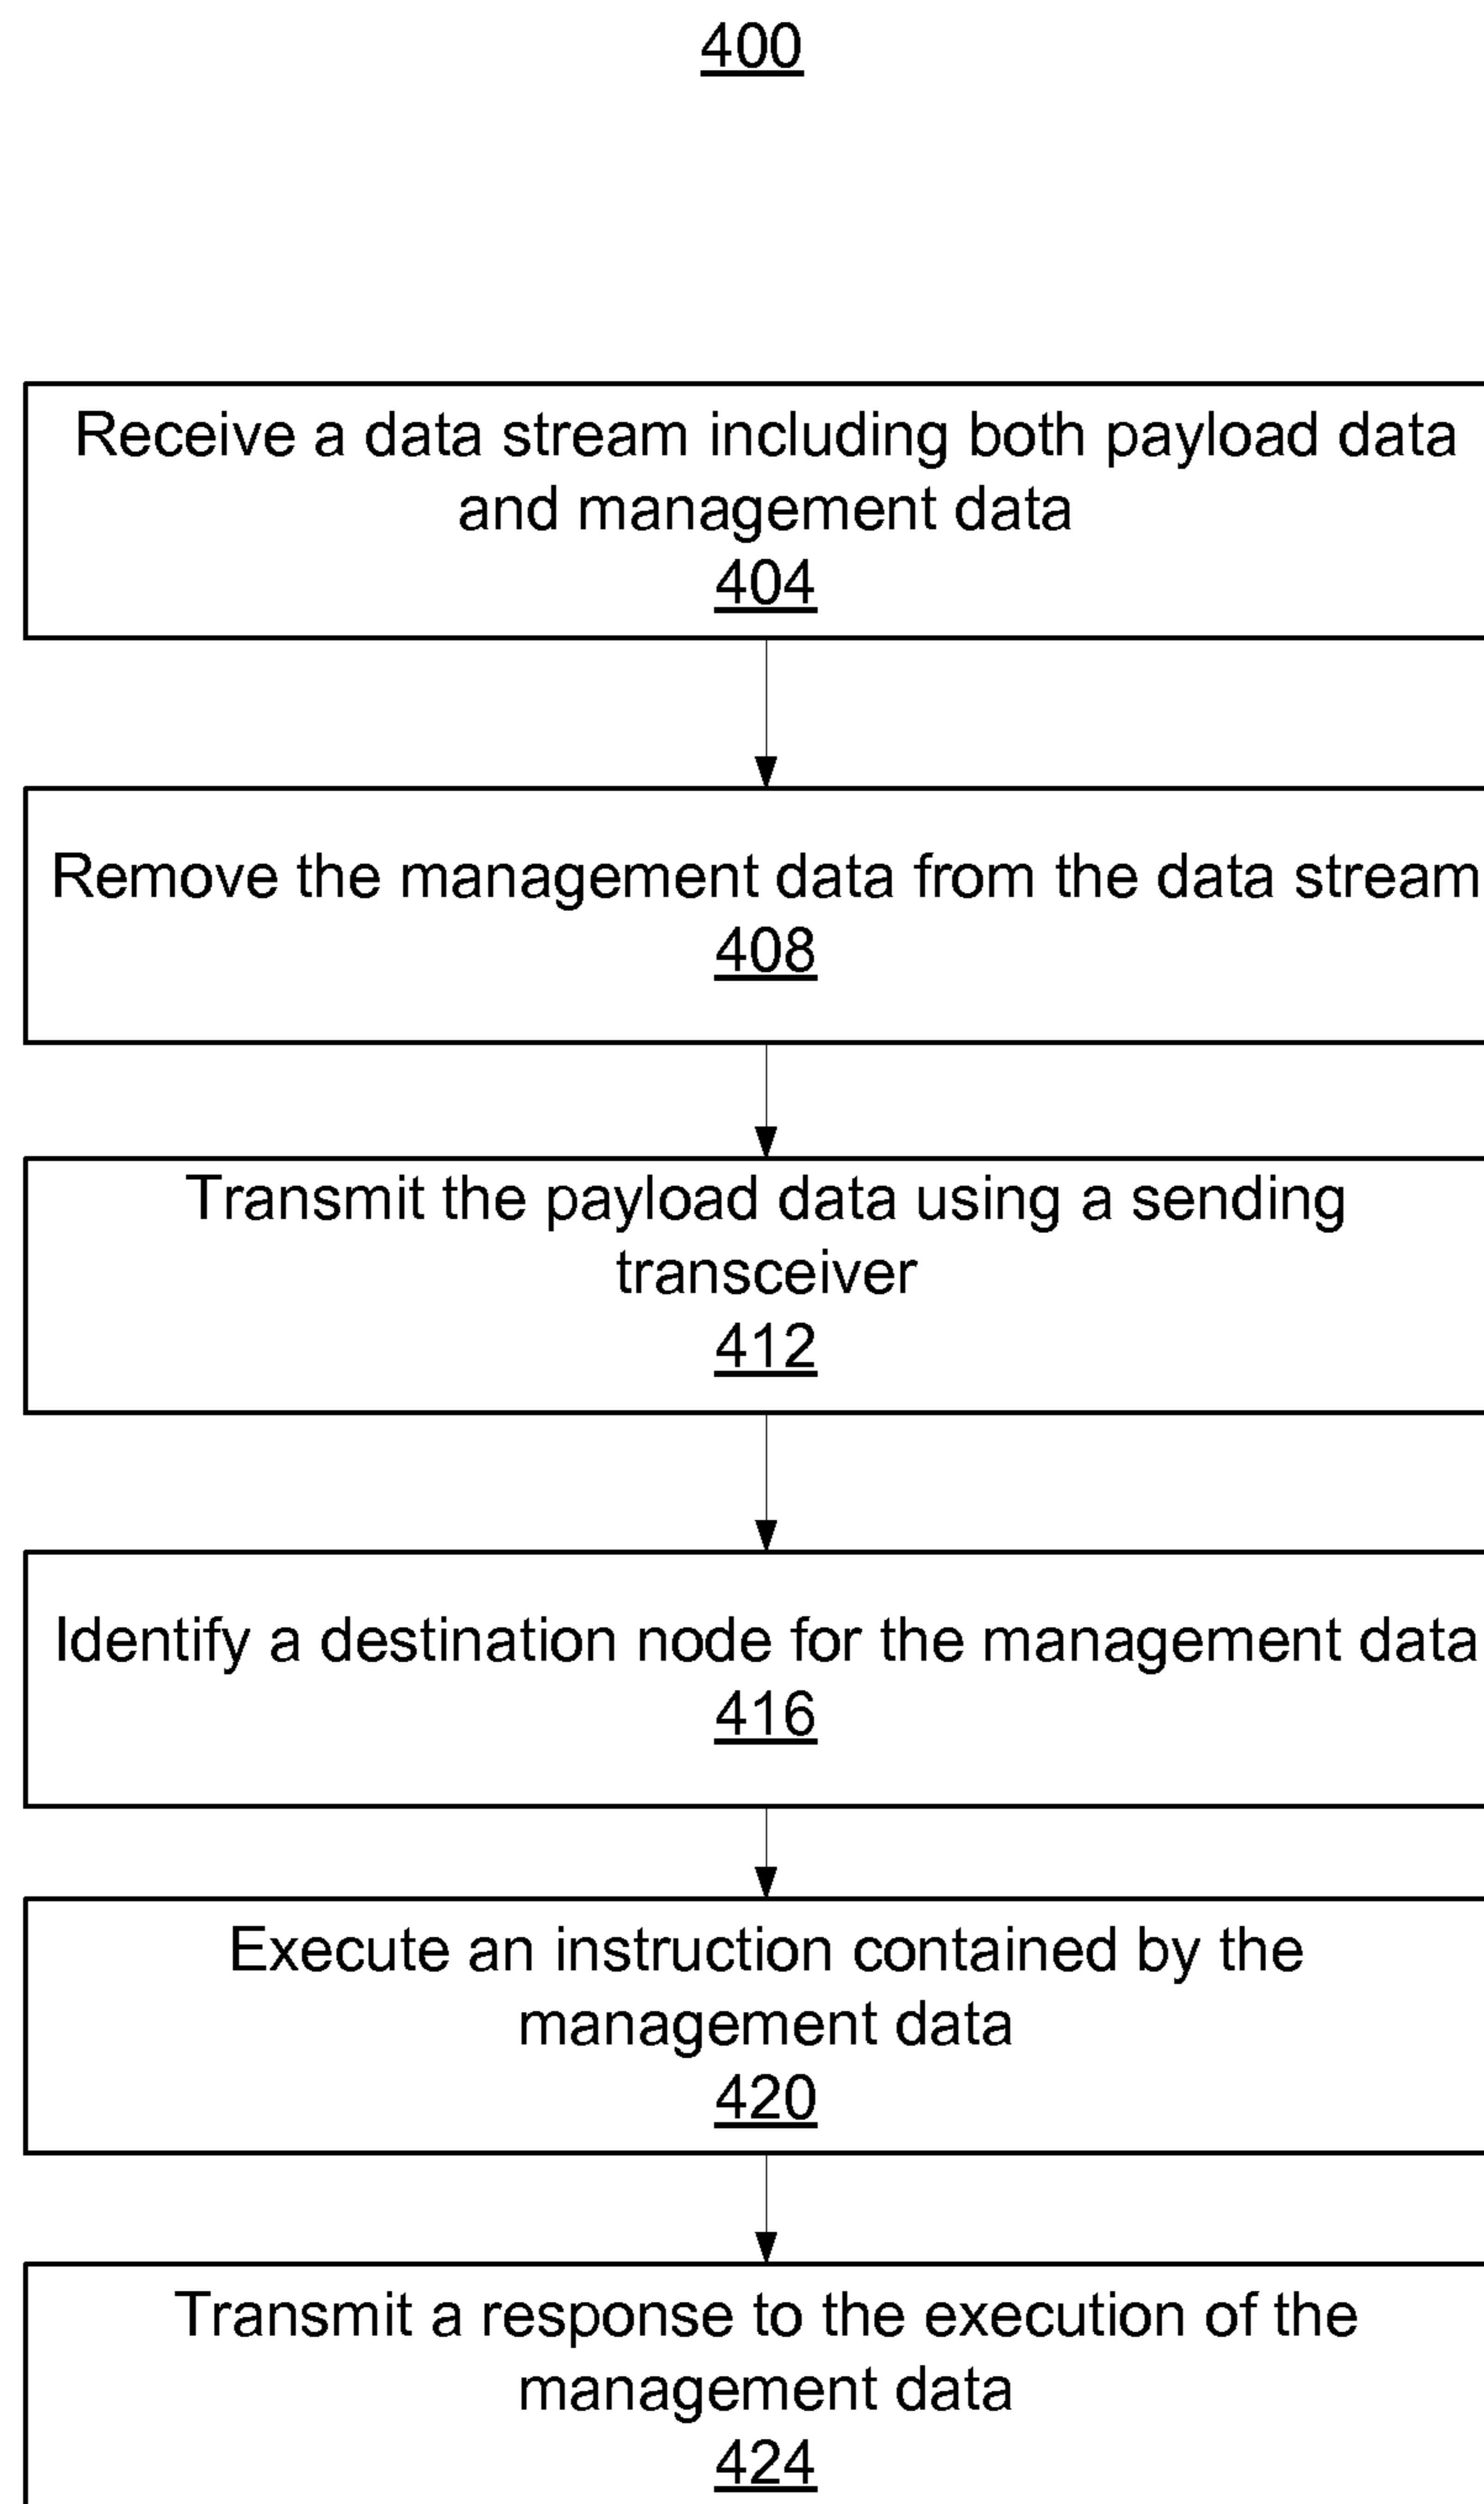 400
Receive a data stream including both payload data
and management data
404
Remove the management data from the data stream
408
Transmit the payload data using a sending
transceiver
412
Identify a destination node for the management data
416
Execute an instruction contained by the
management data
420
Transmit a response to the execution of the
management data
424